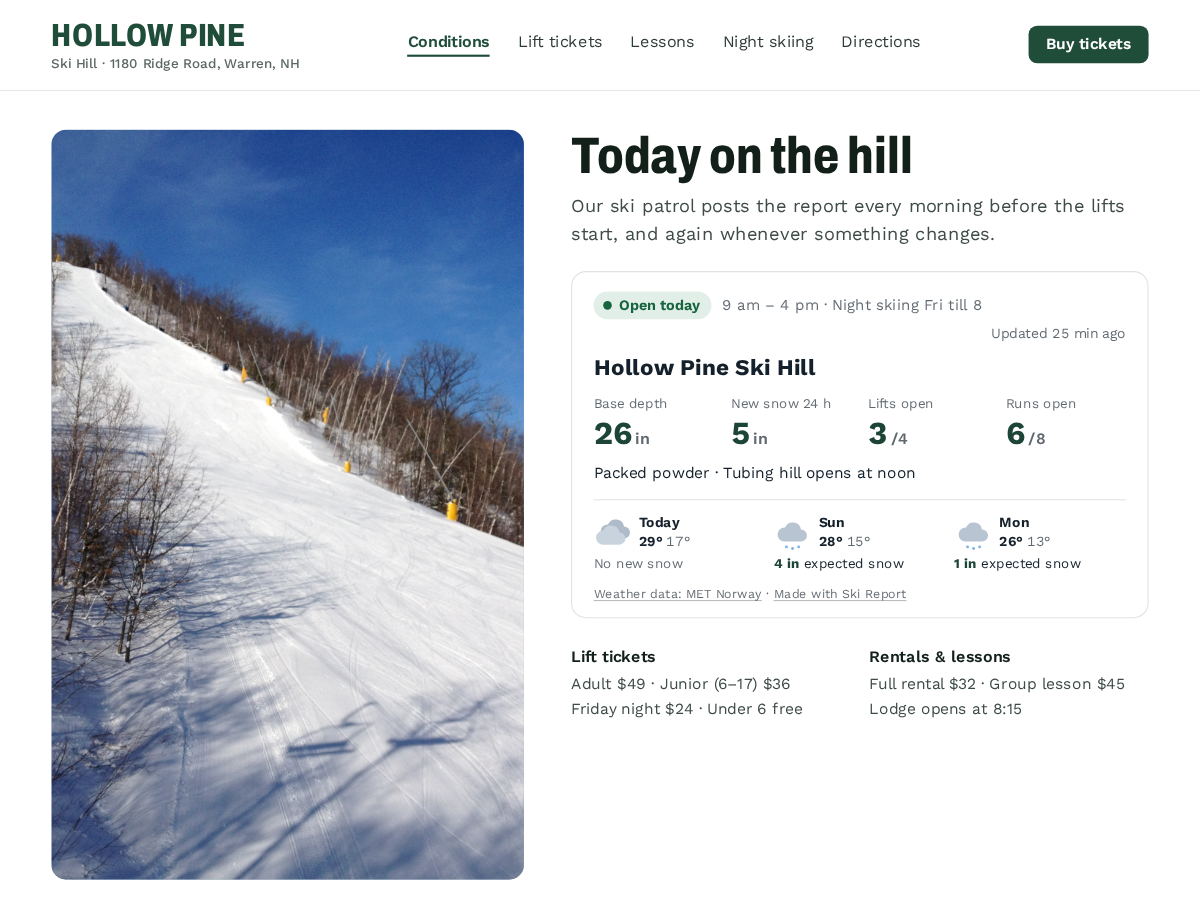 HOLLOW PINE
Ski Hill · 1180 Ridge Road, Warren, NH
Conditions Lift tickets Lessons Night skiing Directions
Buy tickets
Today on the hill
Our ski patrol posts the report every morning before the lifts
start, and again whenever something changes.
Open today 9 am – 4 pm · Night skiing Fri till 8
Updated 25 min ago
Hollow Pine Ski Hill
Base depth New snow 24 h Lifts open Runs open
26 in 5 in 3 /4 6 /8
Packed powder · Tubing hill opens at noon
Today Sun Mon
29° 17° 28° 15° 26° 13°
No new snow 4 in expected snow 1 in expected snow
Weather data: MET Norway · Made with Ski Report
Lift tickets Rentals & lessons
Adult $49 · Junior (6–17) $36 Full rental $32 · Group lesson $45
Friday night $24 · Under 6 free Lodge opens at 8:15